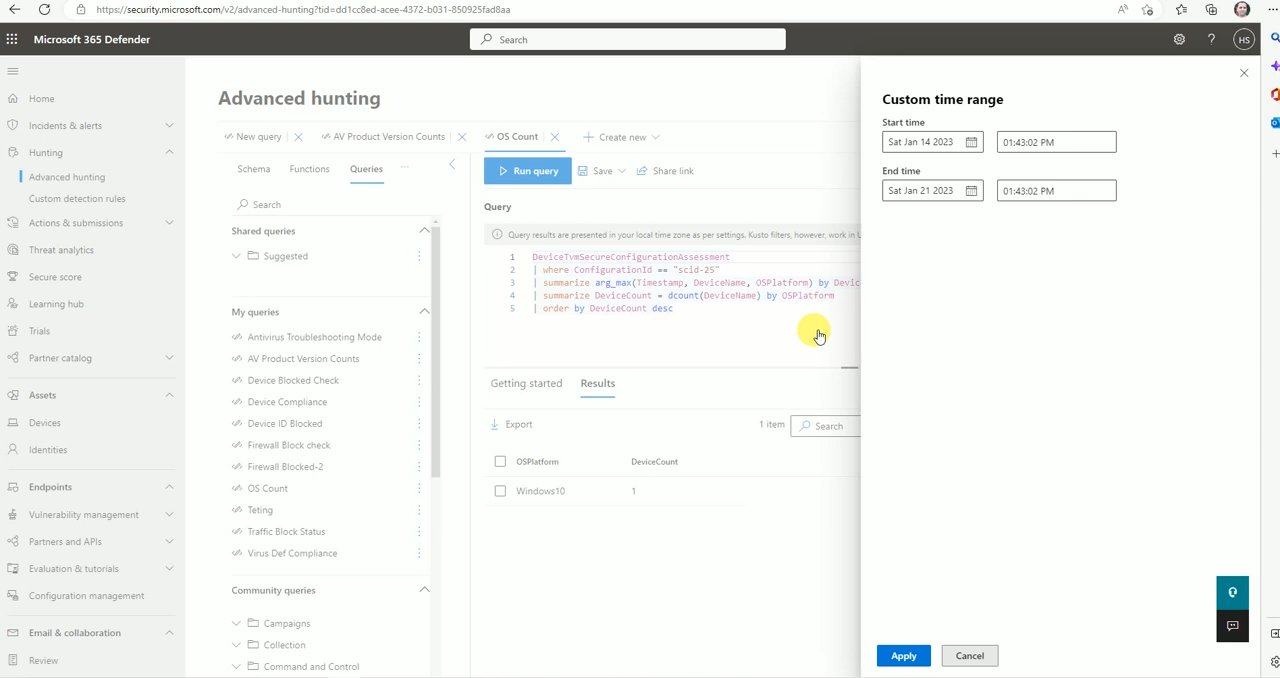 https://security.microsoft.com/v2/advanced-hunting?tid=dd1cc8ed-acee-4372-b031-850925fad8aa
Microsoft 365 Defender
Search
HS
Home
Incidents & alerts
Hunting
Advanced hunting
Custom detection rules
Actions & submissions
Threat analytics
Secure score
Learning hub
Trials
Partner catalog
Assets
Devices
Identities
Endpoints
Vulnerability management
Partners and APIs
Evaluation & tutorials
Configuration management
Email & collaboration
Review
Advanced hunting
New query
AV Product Version Counts
OS Count
Create new
Schema
Functions
Queries
Search
Shared queries
Suggested
My queries
Antivirus Troubleshooting Mode
AV Product Version Counts
Device Blocked Check
Device Compliance
Device ID Blocked
Firewall Block check
Firewall Blocked-2
OS Count
Teting
Traffic Block Status
Virus Def Compliance
Community queries
Campaigns
Collection
Command and Control
Run query
Save
Share link
Query
Query results are presented in your local time zone as per settings. Kusto filters, however, work in U
1 DeviceTvmSecureConfigurationAssessment
2 | where ConfigurationId == "scid-25"
3 | summarize arg_max(Timestamp, DeviceName, OSPlatform) by Devic
4 | summarize DeviceCount = dcount(DeviceName) by OSPlatform
5 | order by DeviceCount desc
Getting started
Results
Export
1 item
Search
OSPlatform DeviceCount
Windows10 1
Custom time range
Start time
Sat Jan 14 2023 01:43:02 PM
End time
Sat Jan 21 2023 01:43:02 PM
Apply
Cancel